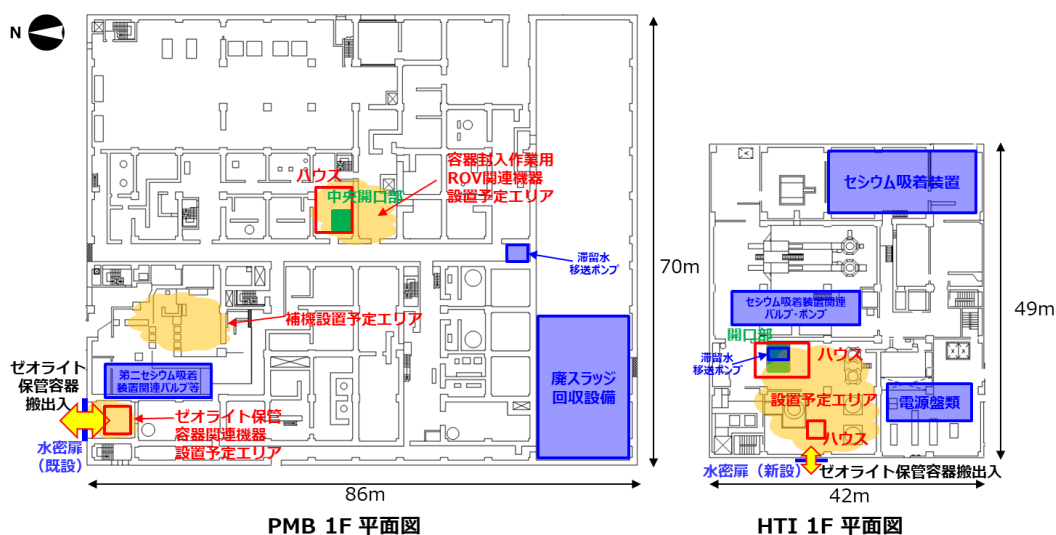 N
容器封入作業用
ROV関連機器
設置予定エリア
ハウス
中央開口部
滞留水
移送ポンプ
70m
補機設置予定エリア
ゼオライト
保管容器
搬出入
第二セシウム吸着
装置関連バルブ等
水密扉
(既設)
ゼオライト保管
容器関連機器
設置予定エリア
廃スラッジ
回収設備
86m
PMB 1F 平面図
セシウム吸着装置
セシウム吸着装置関連
バルブ・ポンプ
49m
開口部
滞留水
移送ポンプ
ハウス
設置予定エリア
電源盤類
ハウス
水密扉(新設)
ゼオライト保管容器搬出入
42m
HTI 1F 平面図